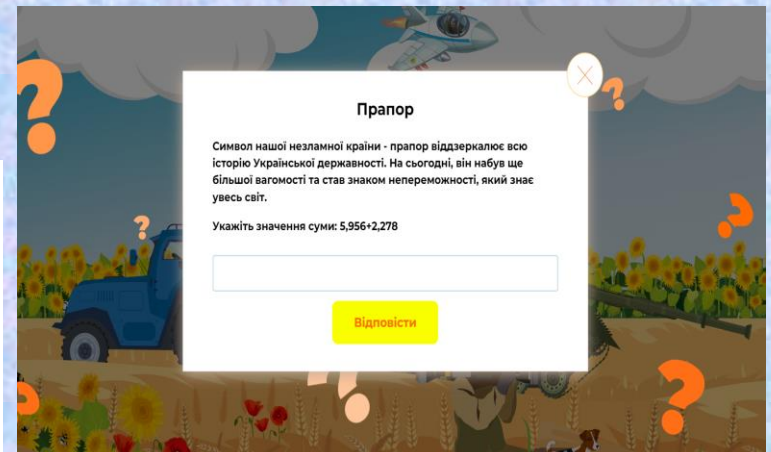 Прапор
Символ нашої незламної країни - прапор віддзеркалює всю
історію Української державності. На сьогодні, він набув ще
більшої вагомості та став знаком непереможності, який знає
увесь світ.
Укажіть значення суми: 5,956+2,278
Відповісти